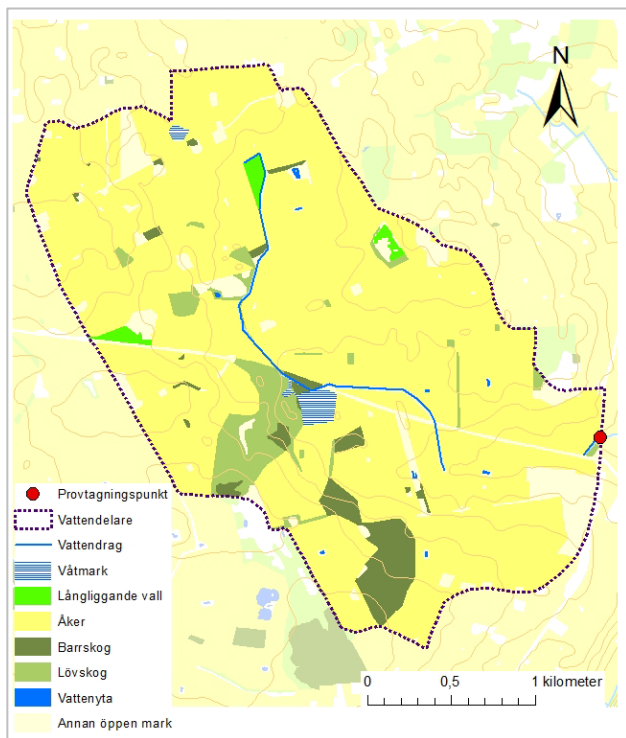 N
Provtagningspunkt
Vattendelare
Vattendrag
Våtmark
Långliggande vall
Åker
Barrskog
Lövskog
Vattenyta
Annan öppen mark
0 0,5 1 kilometer